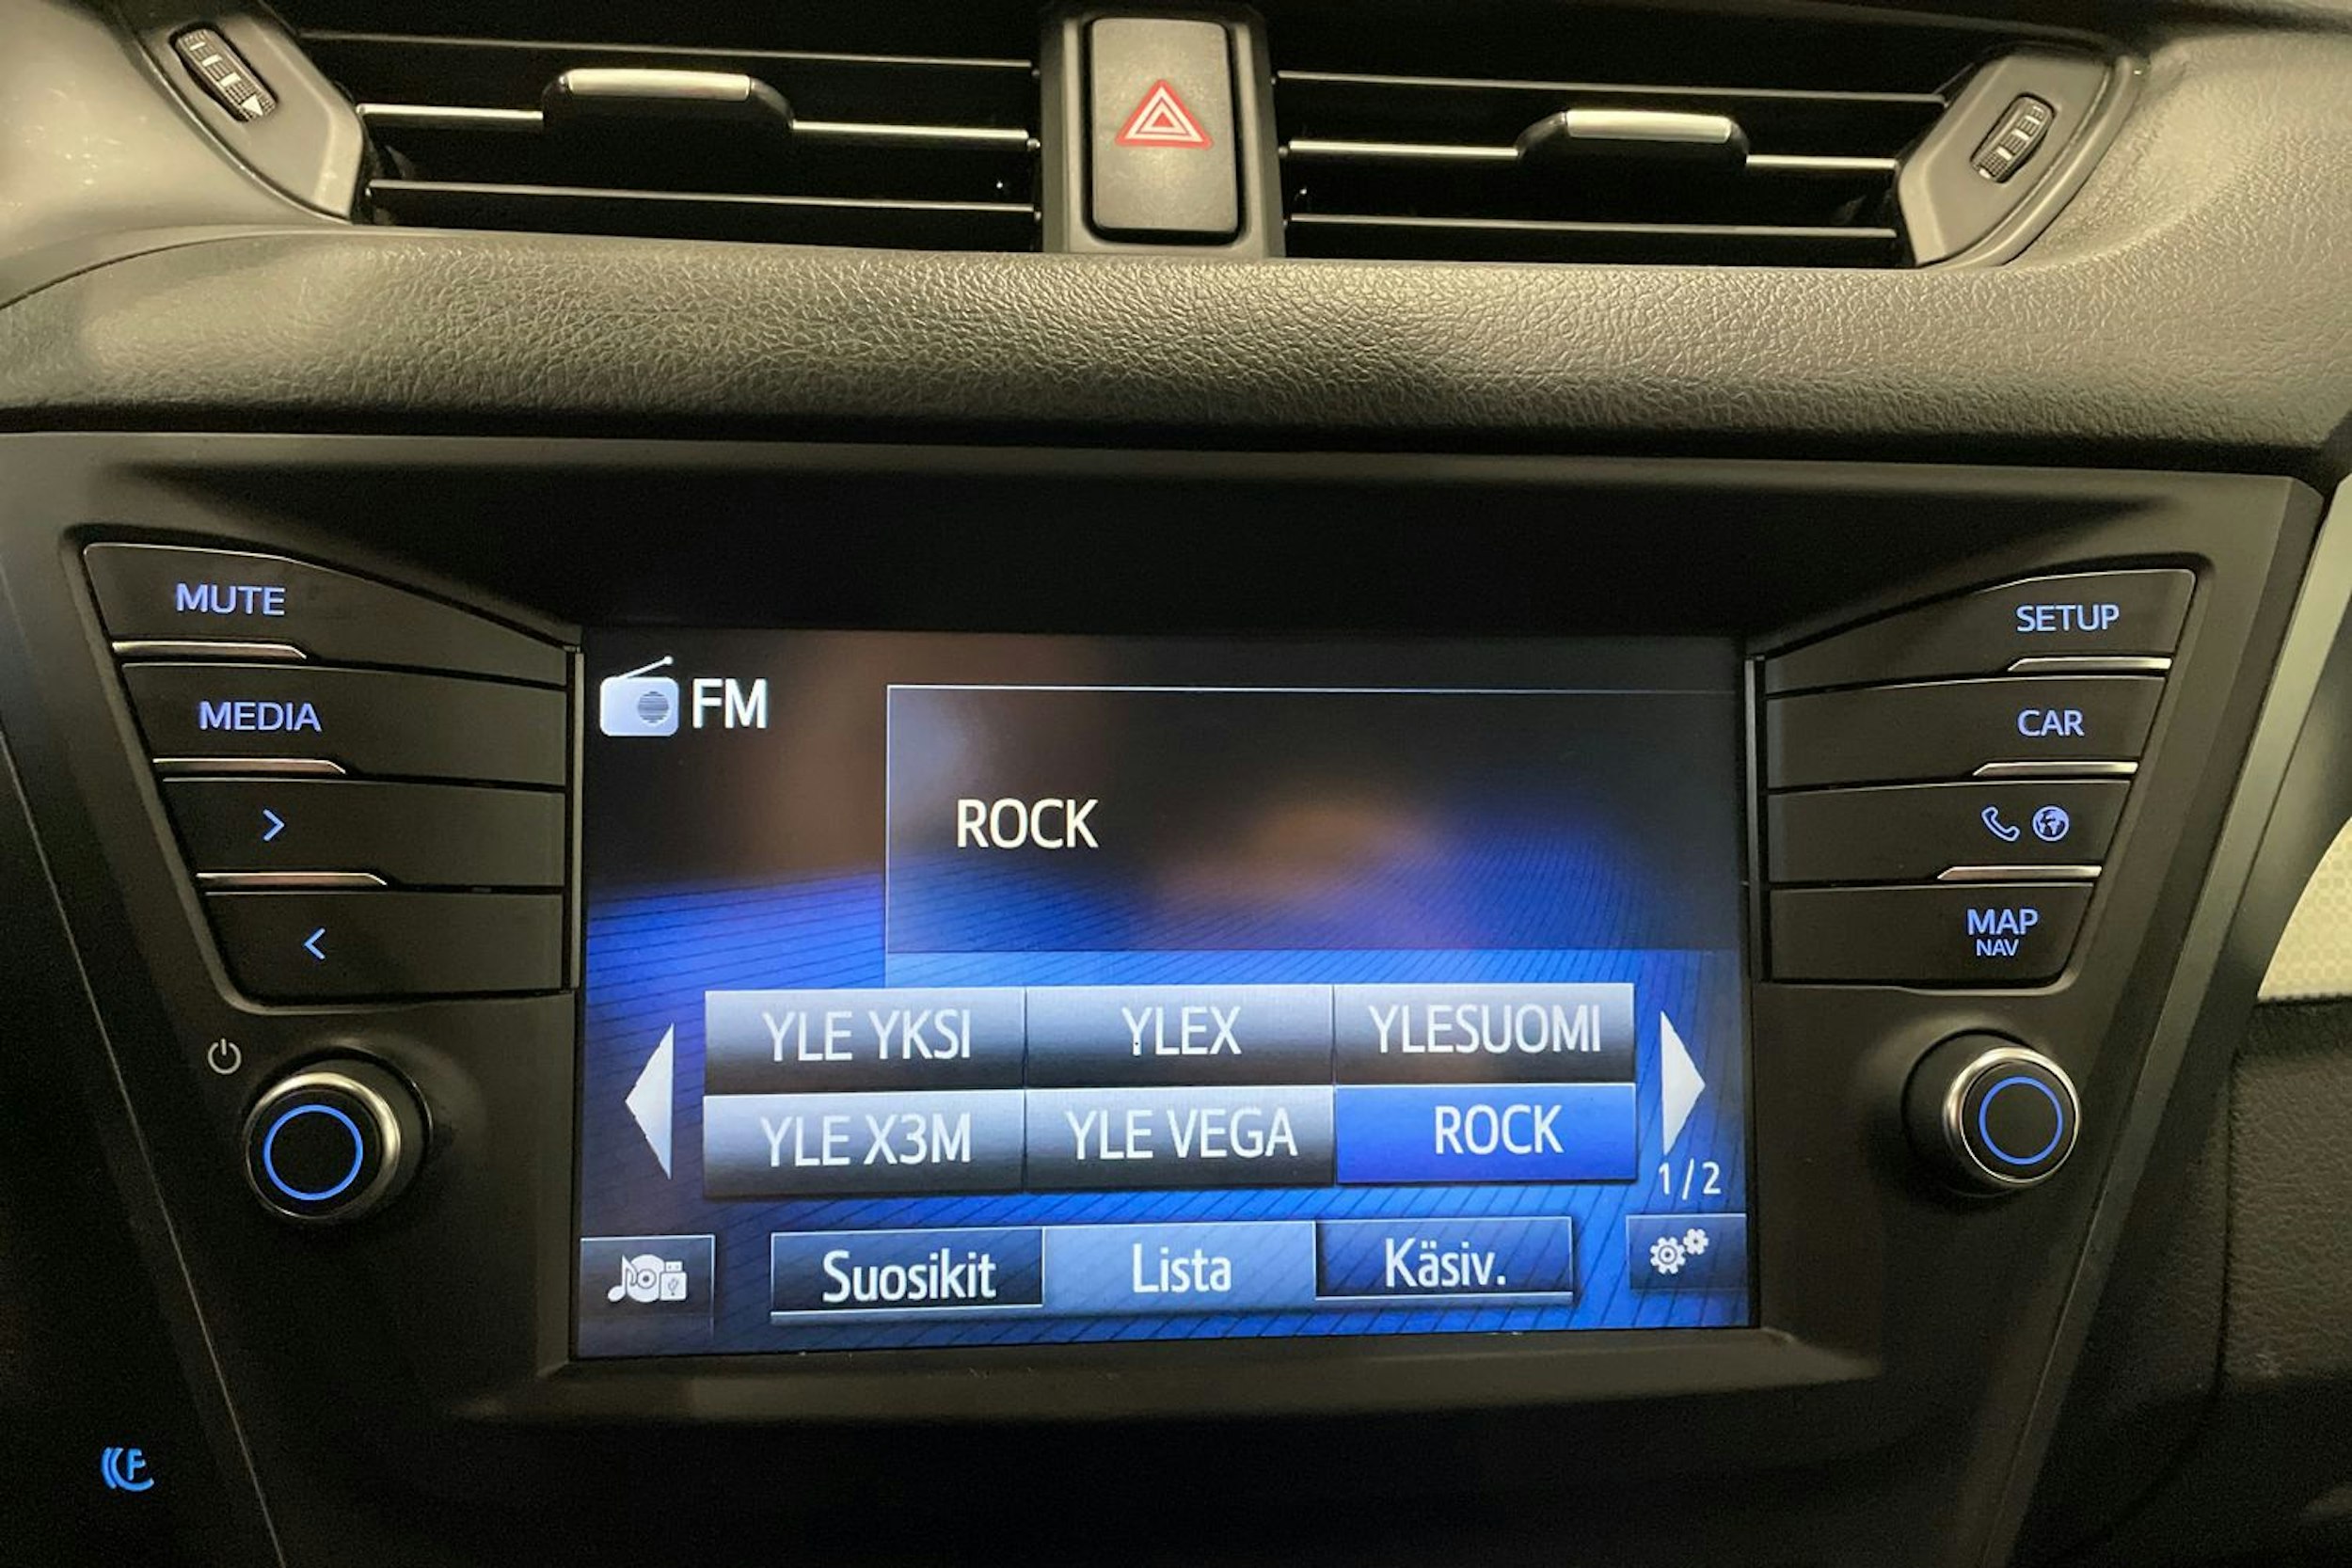 MUTE
MEDIA
>
<
FM
ROCK
YLE YKSI YLEX YLESUOMI
YLE X3M YLE VEGA ROCK
1/2
Suosikit Lista Käsiv.
SETUP
CAR
MAP
NAV
F